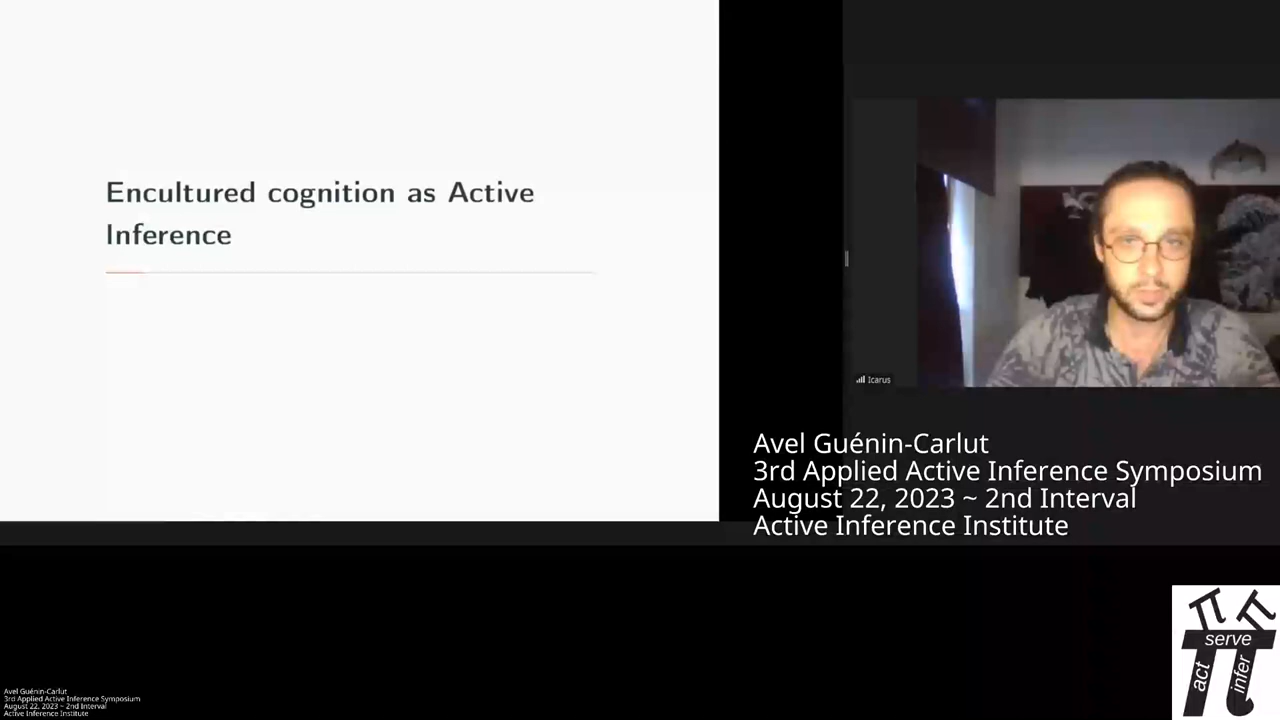 Encultured cognition as Active
Inference
Icarus
Avel Guénin-Carlut
3rd Applied Active Inference Symposium
August 22, 2023 ~ 2nd Interval
Active Inference Institute
π π
serve
π
act
infer
Avel Guénin-Carlut
3rd Applied Active Inference Symposium
August 22, 2023 ~ 2nd Interval
Active Inference Institute